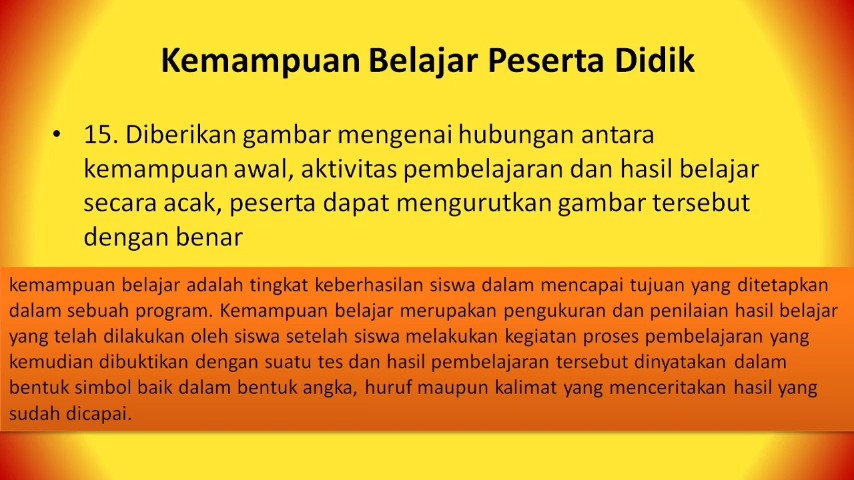 Kemampuan Belajar Peserta Didik
• 15. Diberikan gambar mengenai hubungan antara
kemampuan awal, aktivitas pembelajaran dan hasil belajar
secara acak, peserta dapat mengurutkan gambar tersebut
dengan benar
kemampuan belajar adalah tingkat keberhasilan siswa dalam mencapai tujuan yang ditetapkan
dalam sebuah program. Kemampuan belajar merupakan pengukuran dan penilaian hasil belajar
yang telah dilakukan oleh siswa setelah siswa melakukan kegiatan proses pembelajaran yang
kemudian dibuktikan dengan suatu tes dan hasil pembelajaran tersebut dinyatakan dalam
bentuk simbol baik dalam bentuk angka, huruf maupun kalimat yang menceritakan hasil yang
sudah dicapai.